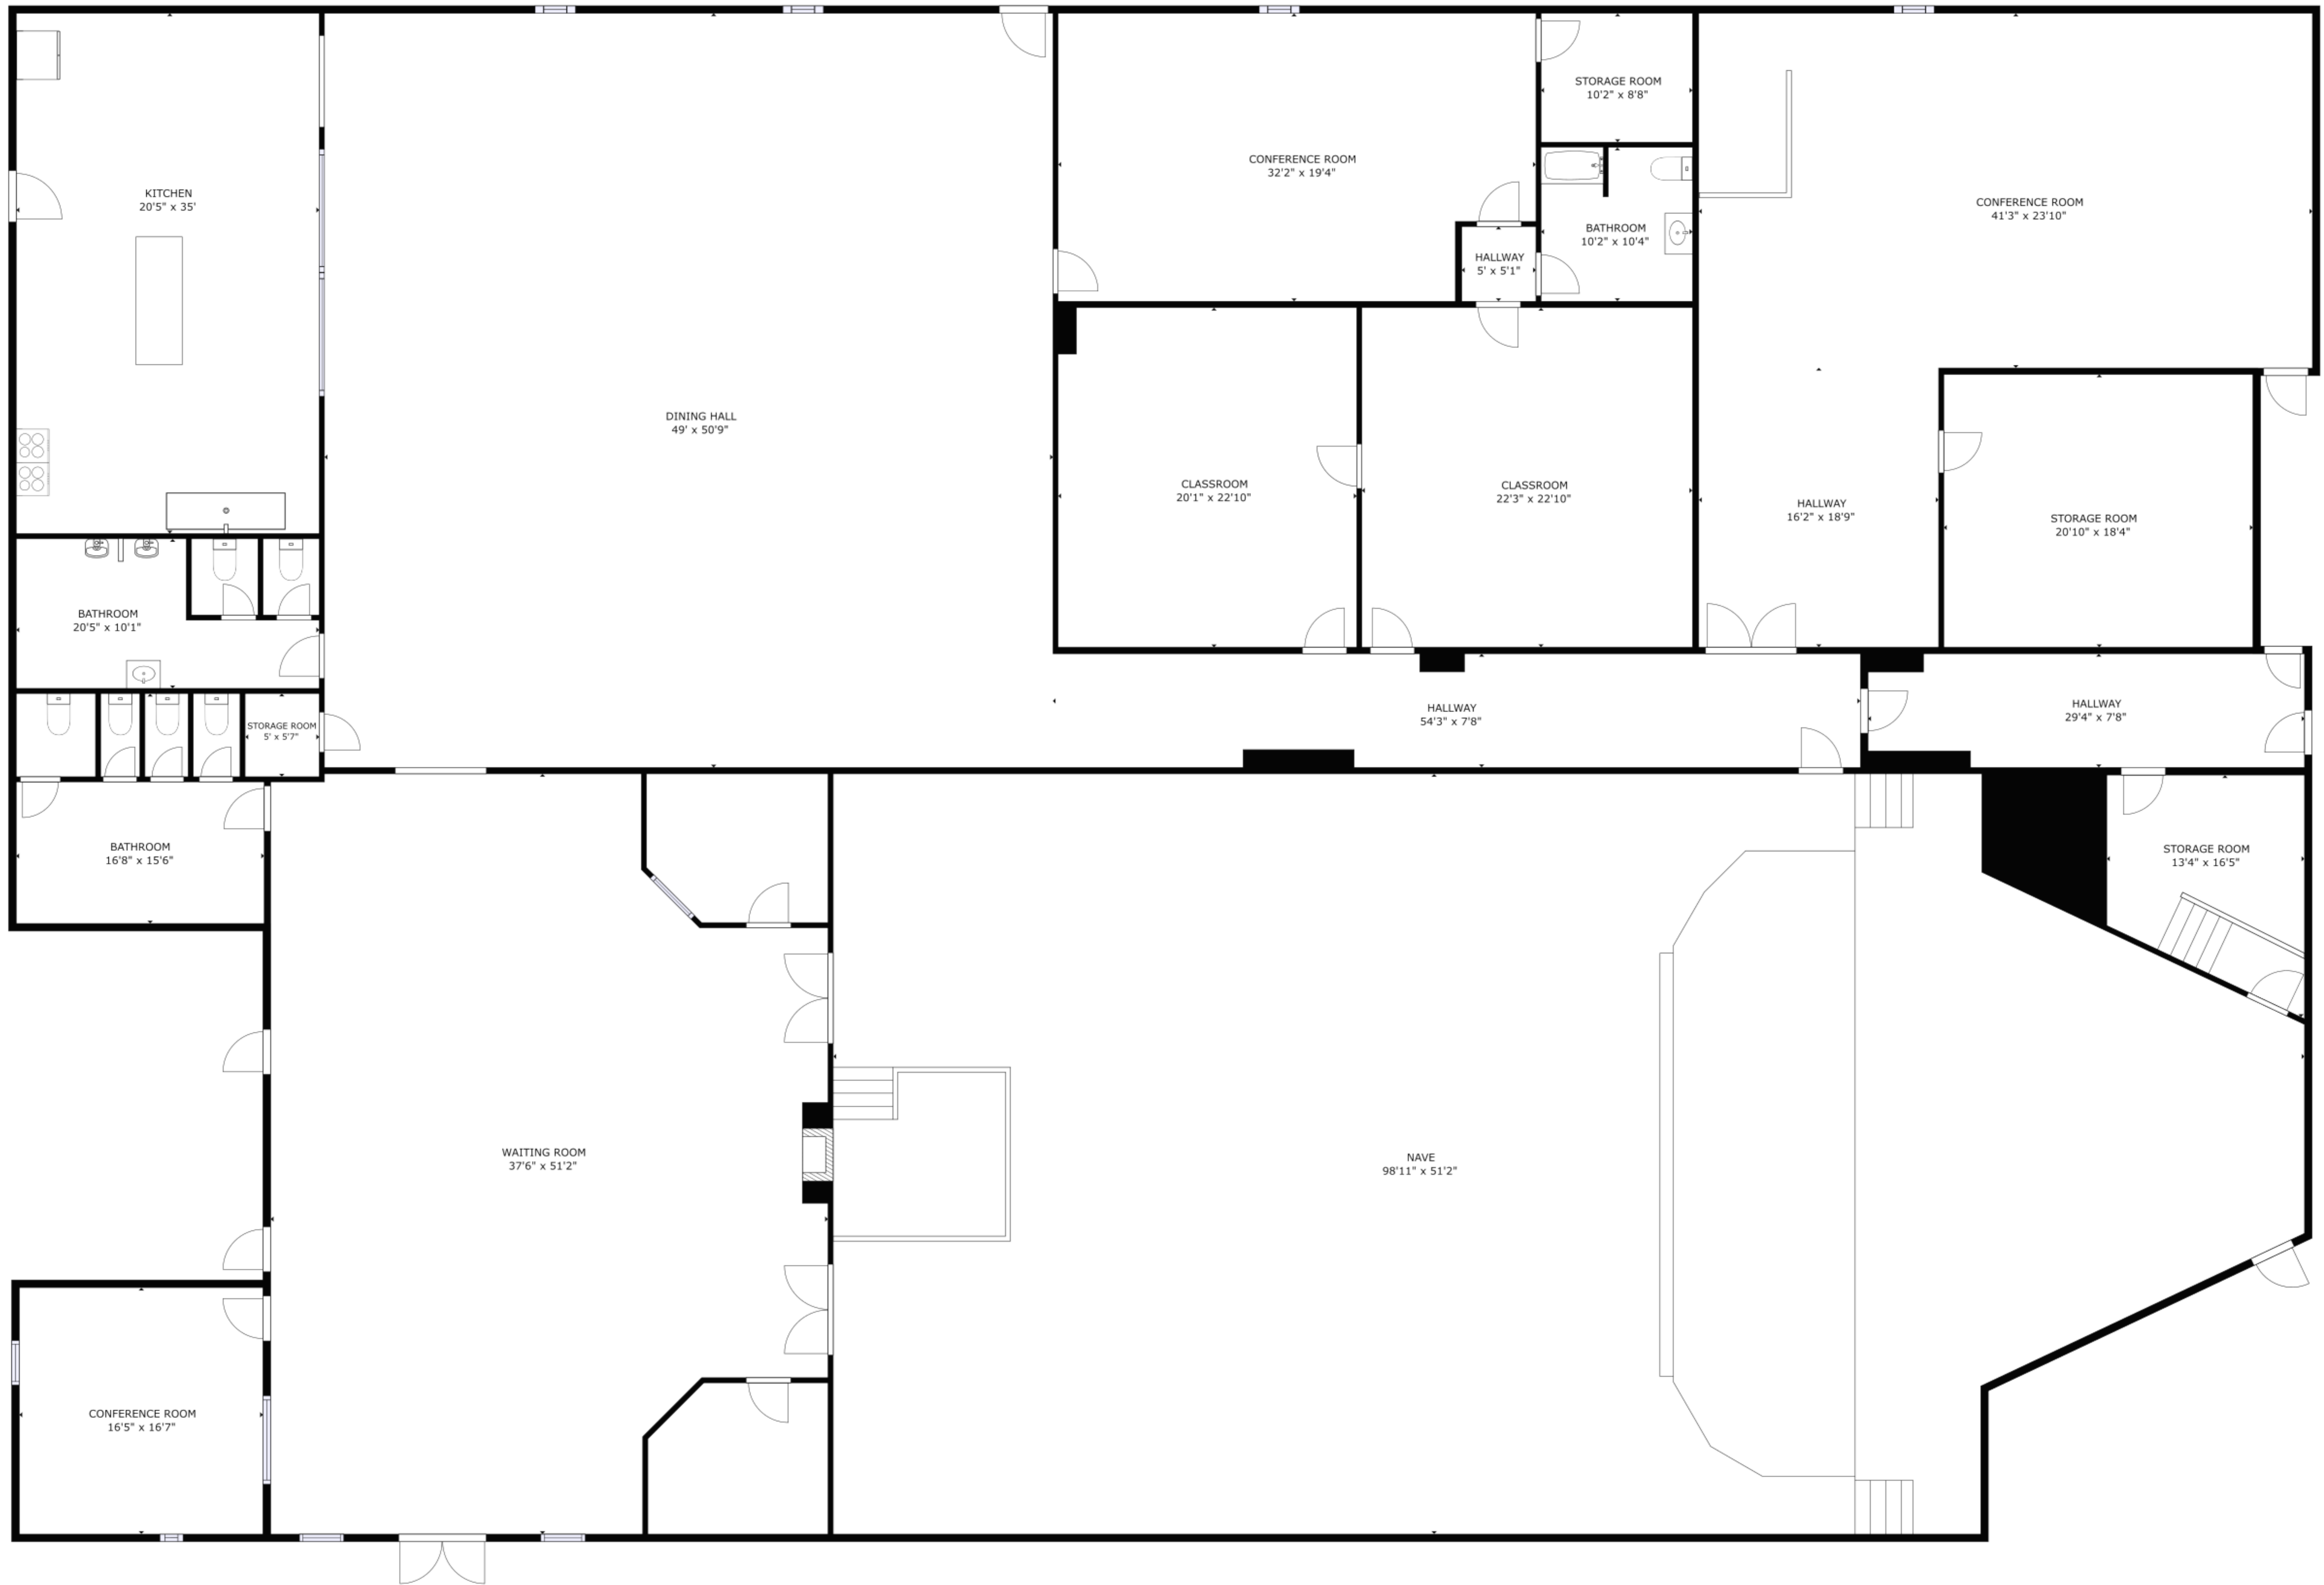 STORAGE ROOM
10'2" x 8'8"
CONFERENCE ROOM
32'2" x 19'4"
KITCHEN
20'5" x 35'
CONFERENCE ROOM
41'3" x 23'10"
BATHROOM
10'2" x 10'4"
HALLWAY
5' x 5'1"
DINING HALL
49' x 50'9"
CLASSROOM
20'1" x 22'10"
CLASSROOM
22'3" x 22'10"
HALLWAY
16'2" x 18'9"
STORAGE ROOM
20'10" x 18'4"
BATHROOM
20'5" x 10'1"
STORAGE ROOM
5' x 5'7"
HALLWAY
54'3" x 7'8"
HALLWAY
29'4" x 7'8"
BATHROOM
16'8" x 15'6"
STORAGE ROOM
13'4" x 16'5"
WAITING ROOM
37'6" x 51'2"
NAVE
98'11" x 51'2"
CONFERENCE ROOM
16'5" x 16'7"